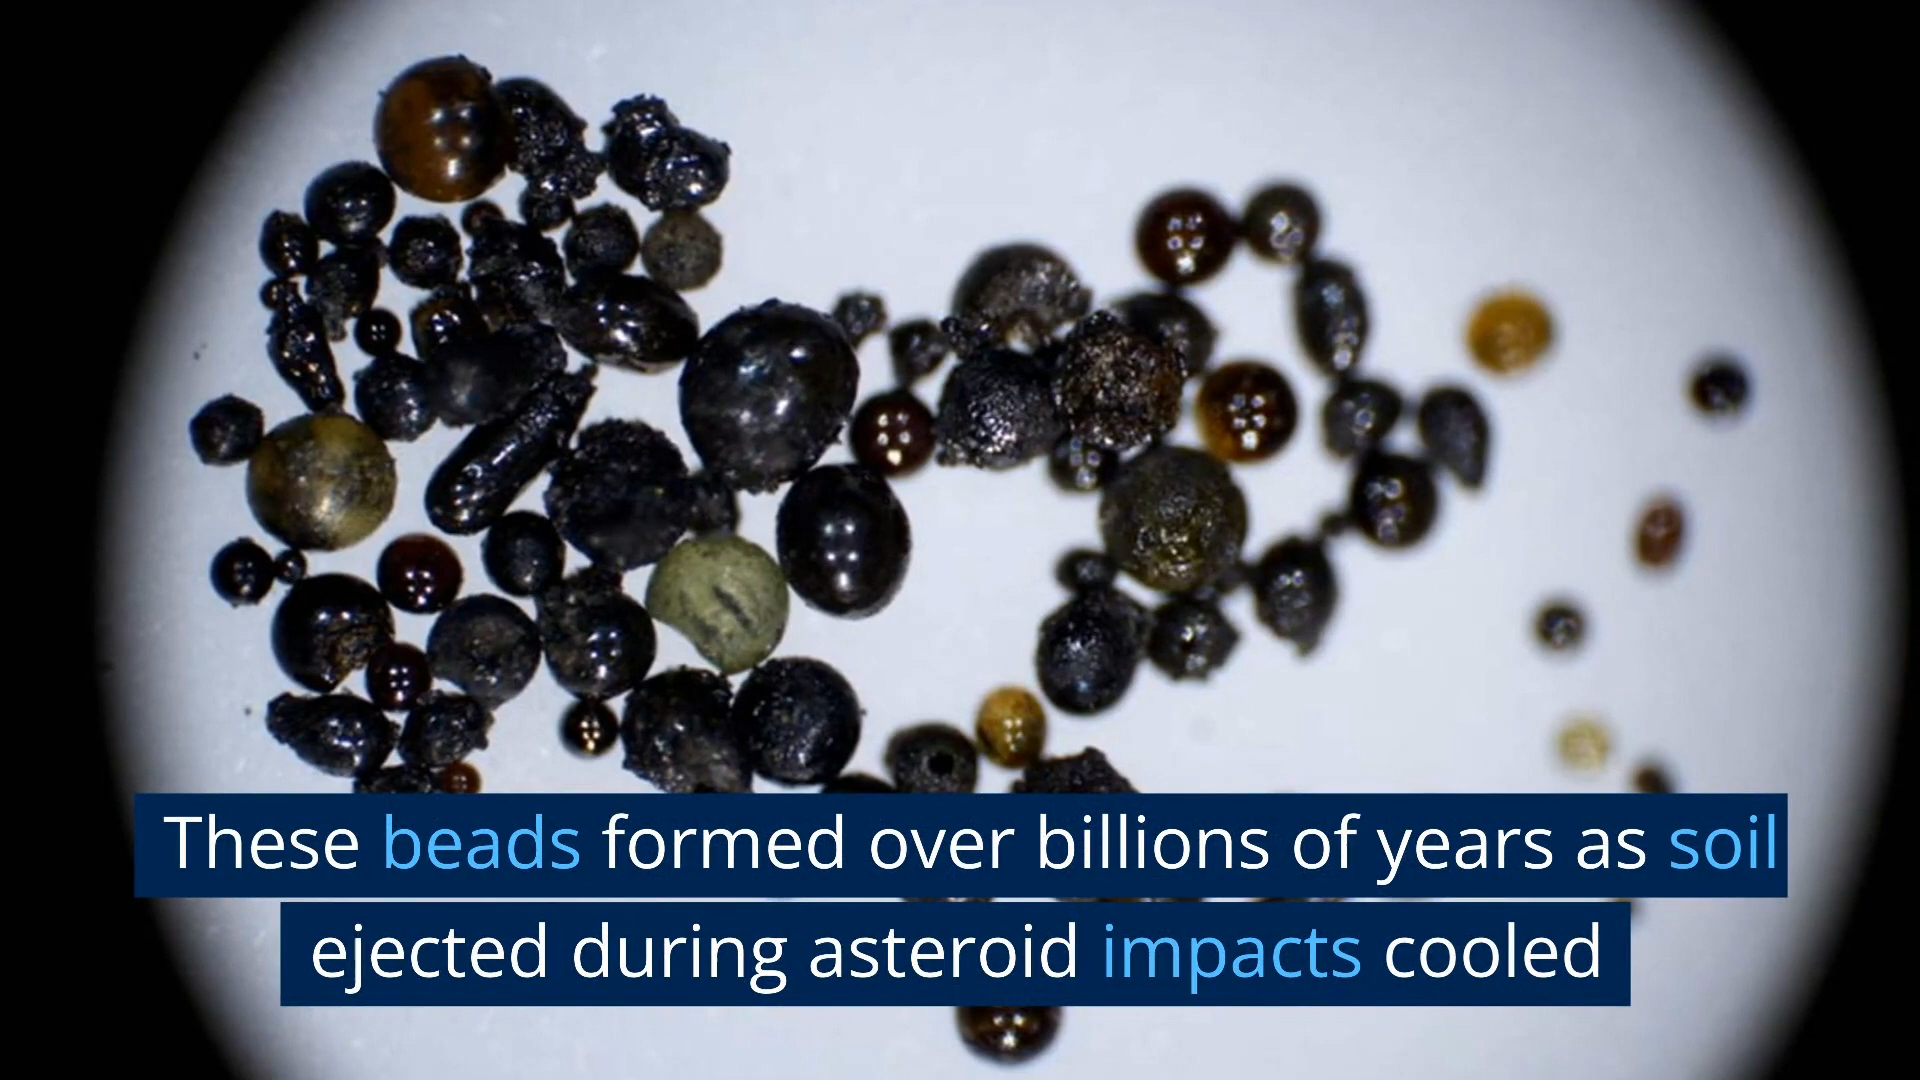 These beads formed over billions of years as soil
ejected during asteroid impacts cooled